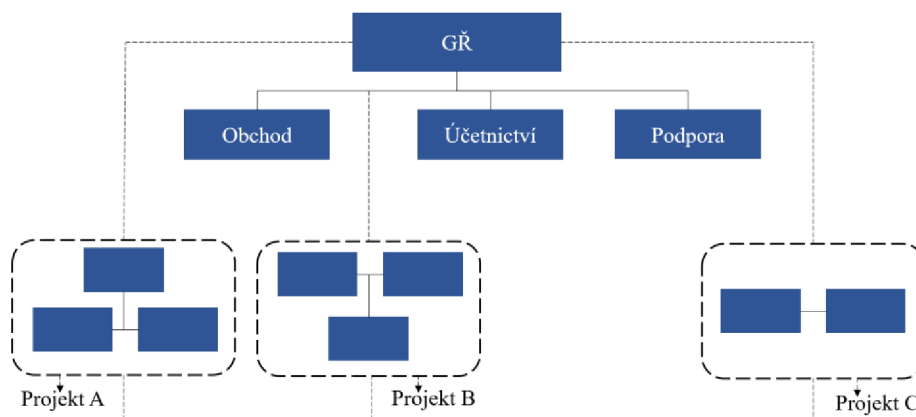 GŘ
Obchod
Účetnictví
Podpora
Projekt A
Projekt B
Projekt C